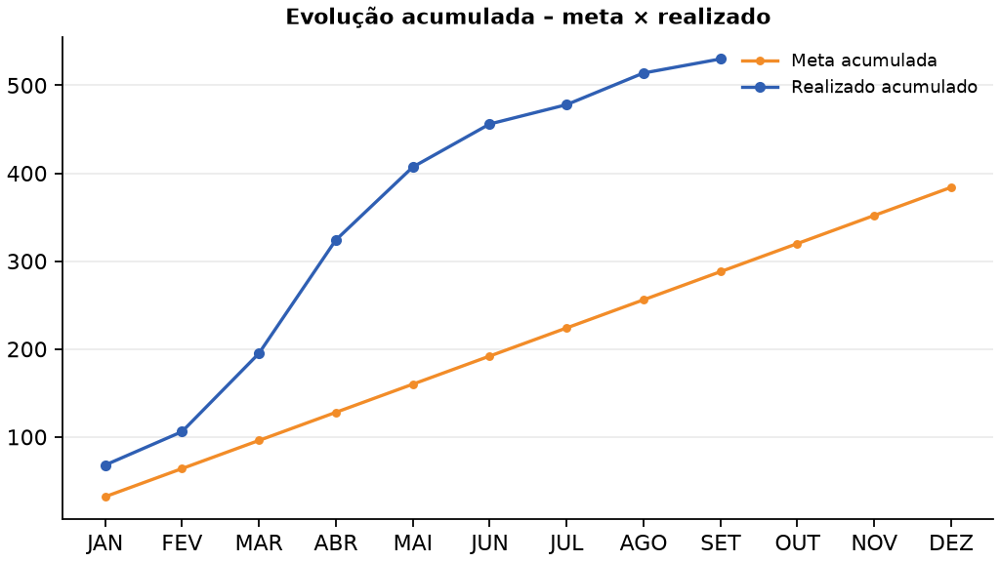 Evolução acumulada – meta × realizado
Meta acumulada
Realizado acumulado
500
400
300
200
100
JAN FEV MAR ABR MAI JUN JUL AGO SET OUT NOV DEZ